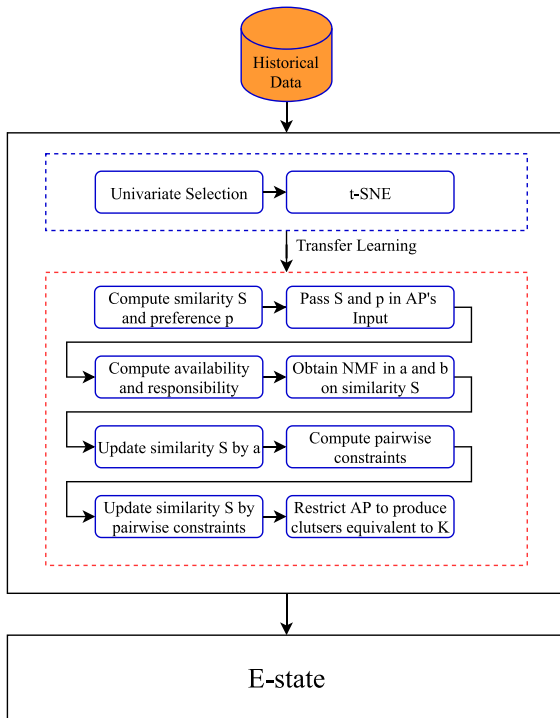 Historical
Data
Univariate Selection
t-SNE
Transfer Learning
Compute smilarity S
and preference p
Pass S and p in AP's
Input
Compute availability
and responsibility
Obtain NMF in a and b
on similarity S
Update similarity S by a
Compute pairwise
constraints
Update similarity S by
pairwise constraints
Restrict AP to produce
clutsers equivalent to K
E-state